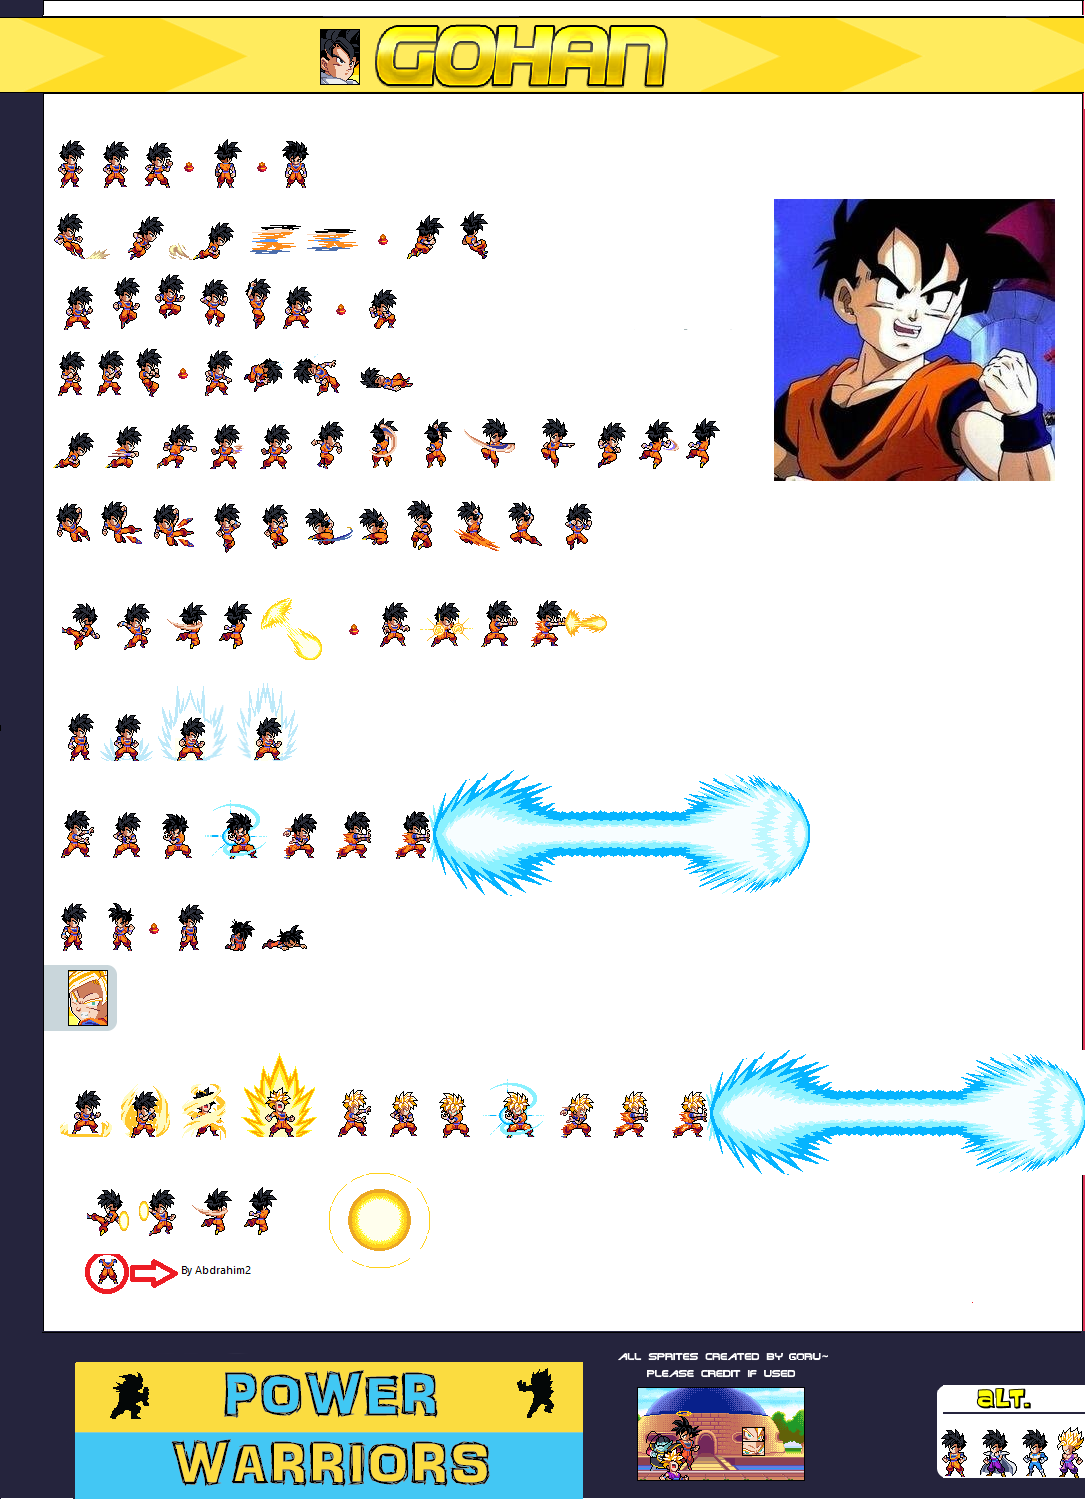 GOHAN
By Abdrahim2
ALL SPRITES CREATED BY GORU~
PLEASE CREDIT IF USED
POWER
WARRIORS
aLT.